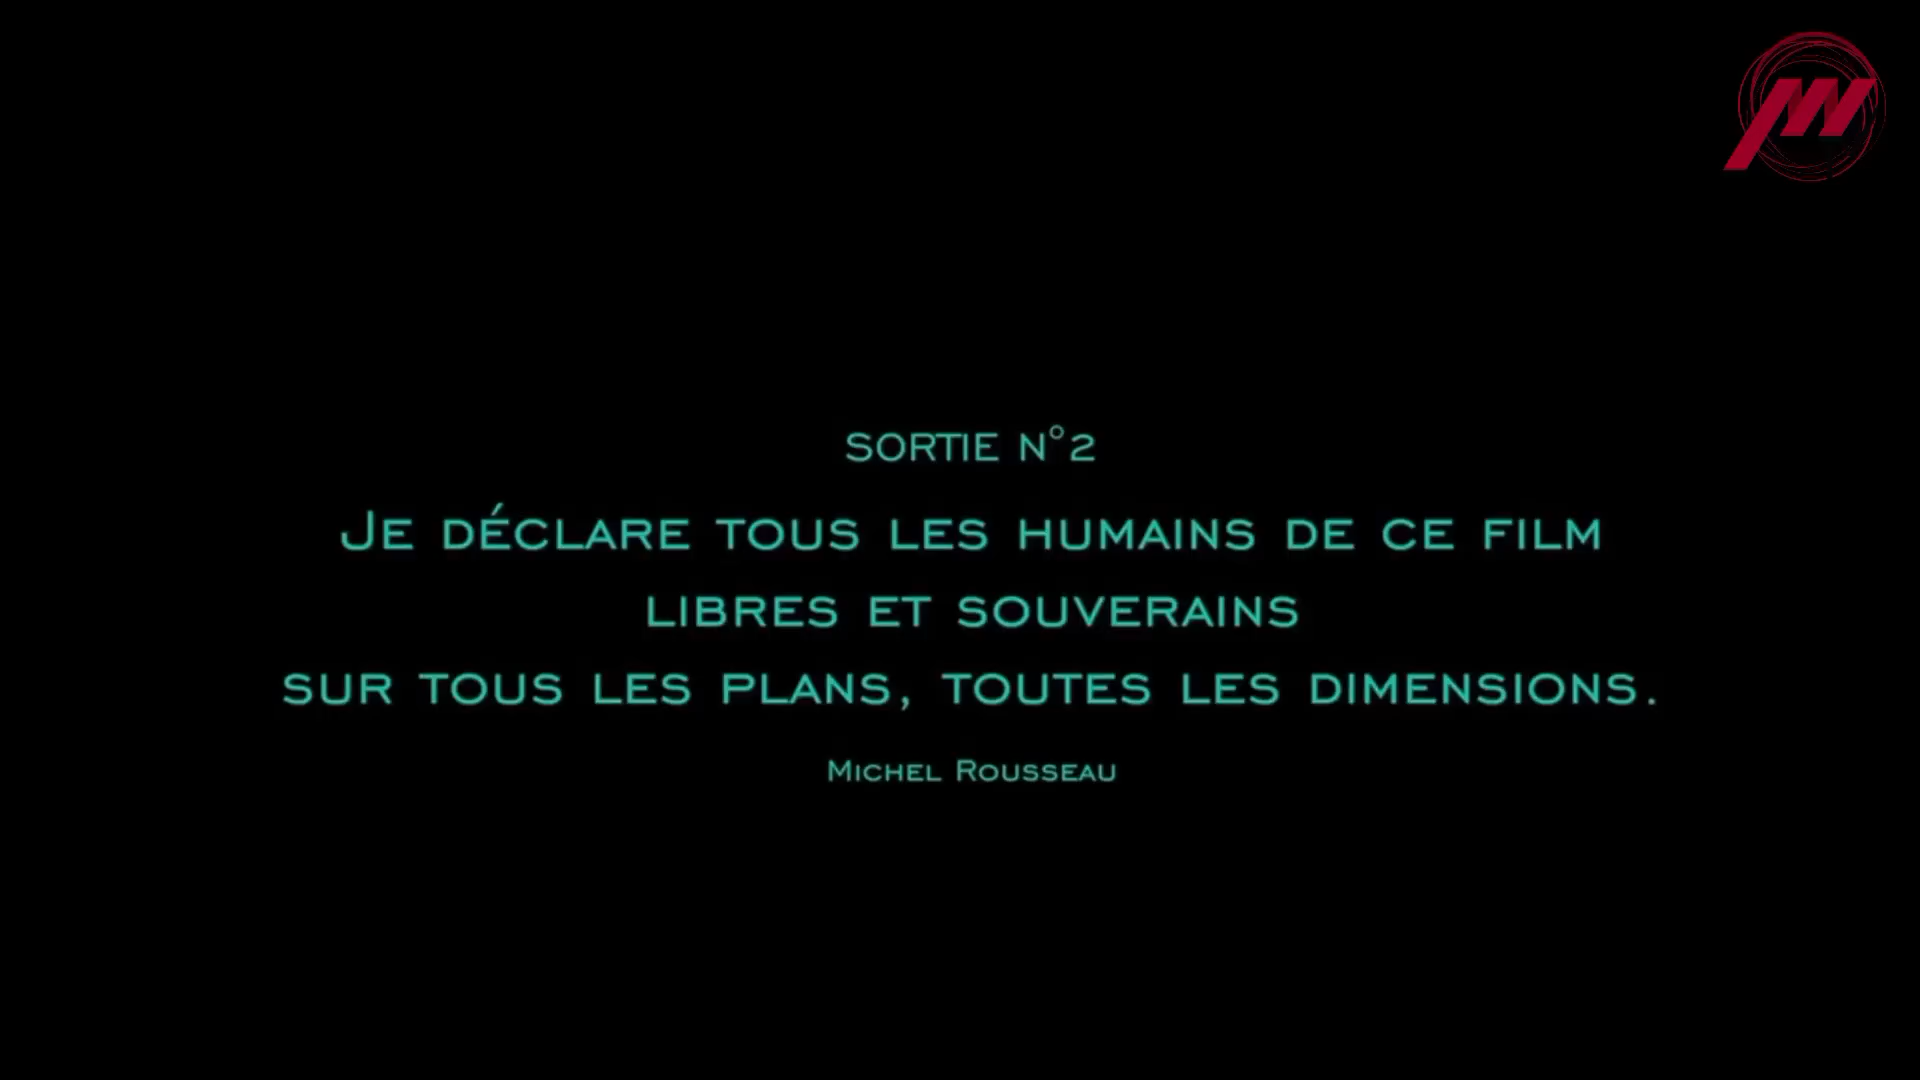 SORTIE N°2
JE DÉCLARE TOUS LES HUMAINS DE CE FILM
LIBRES ET SOUVERAINS
SUR TOUS LES PLANS, TOUTES LES DIMENSIONS.
MICHEL ROUSSEAU